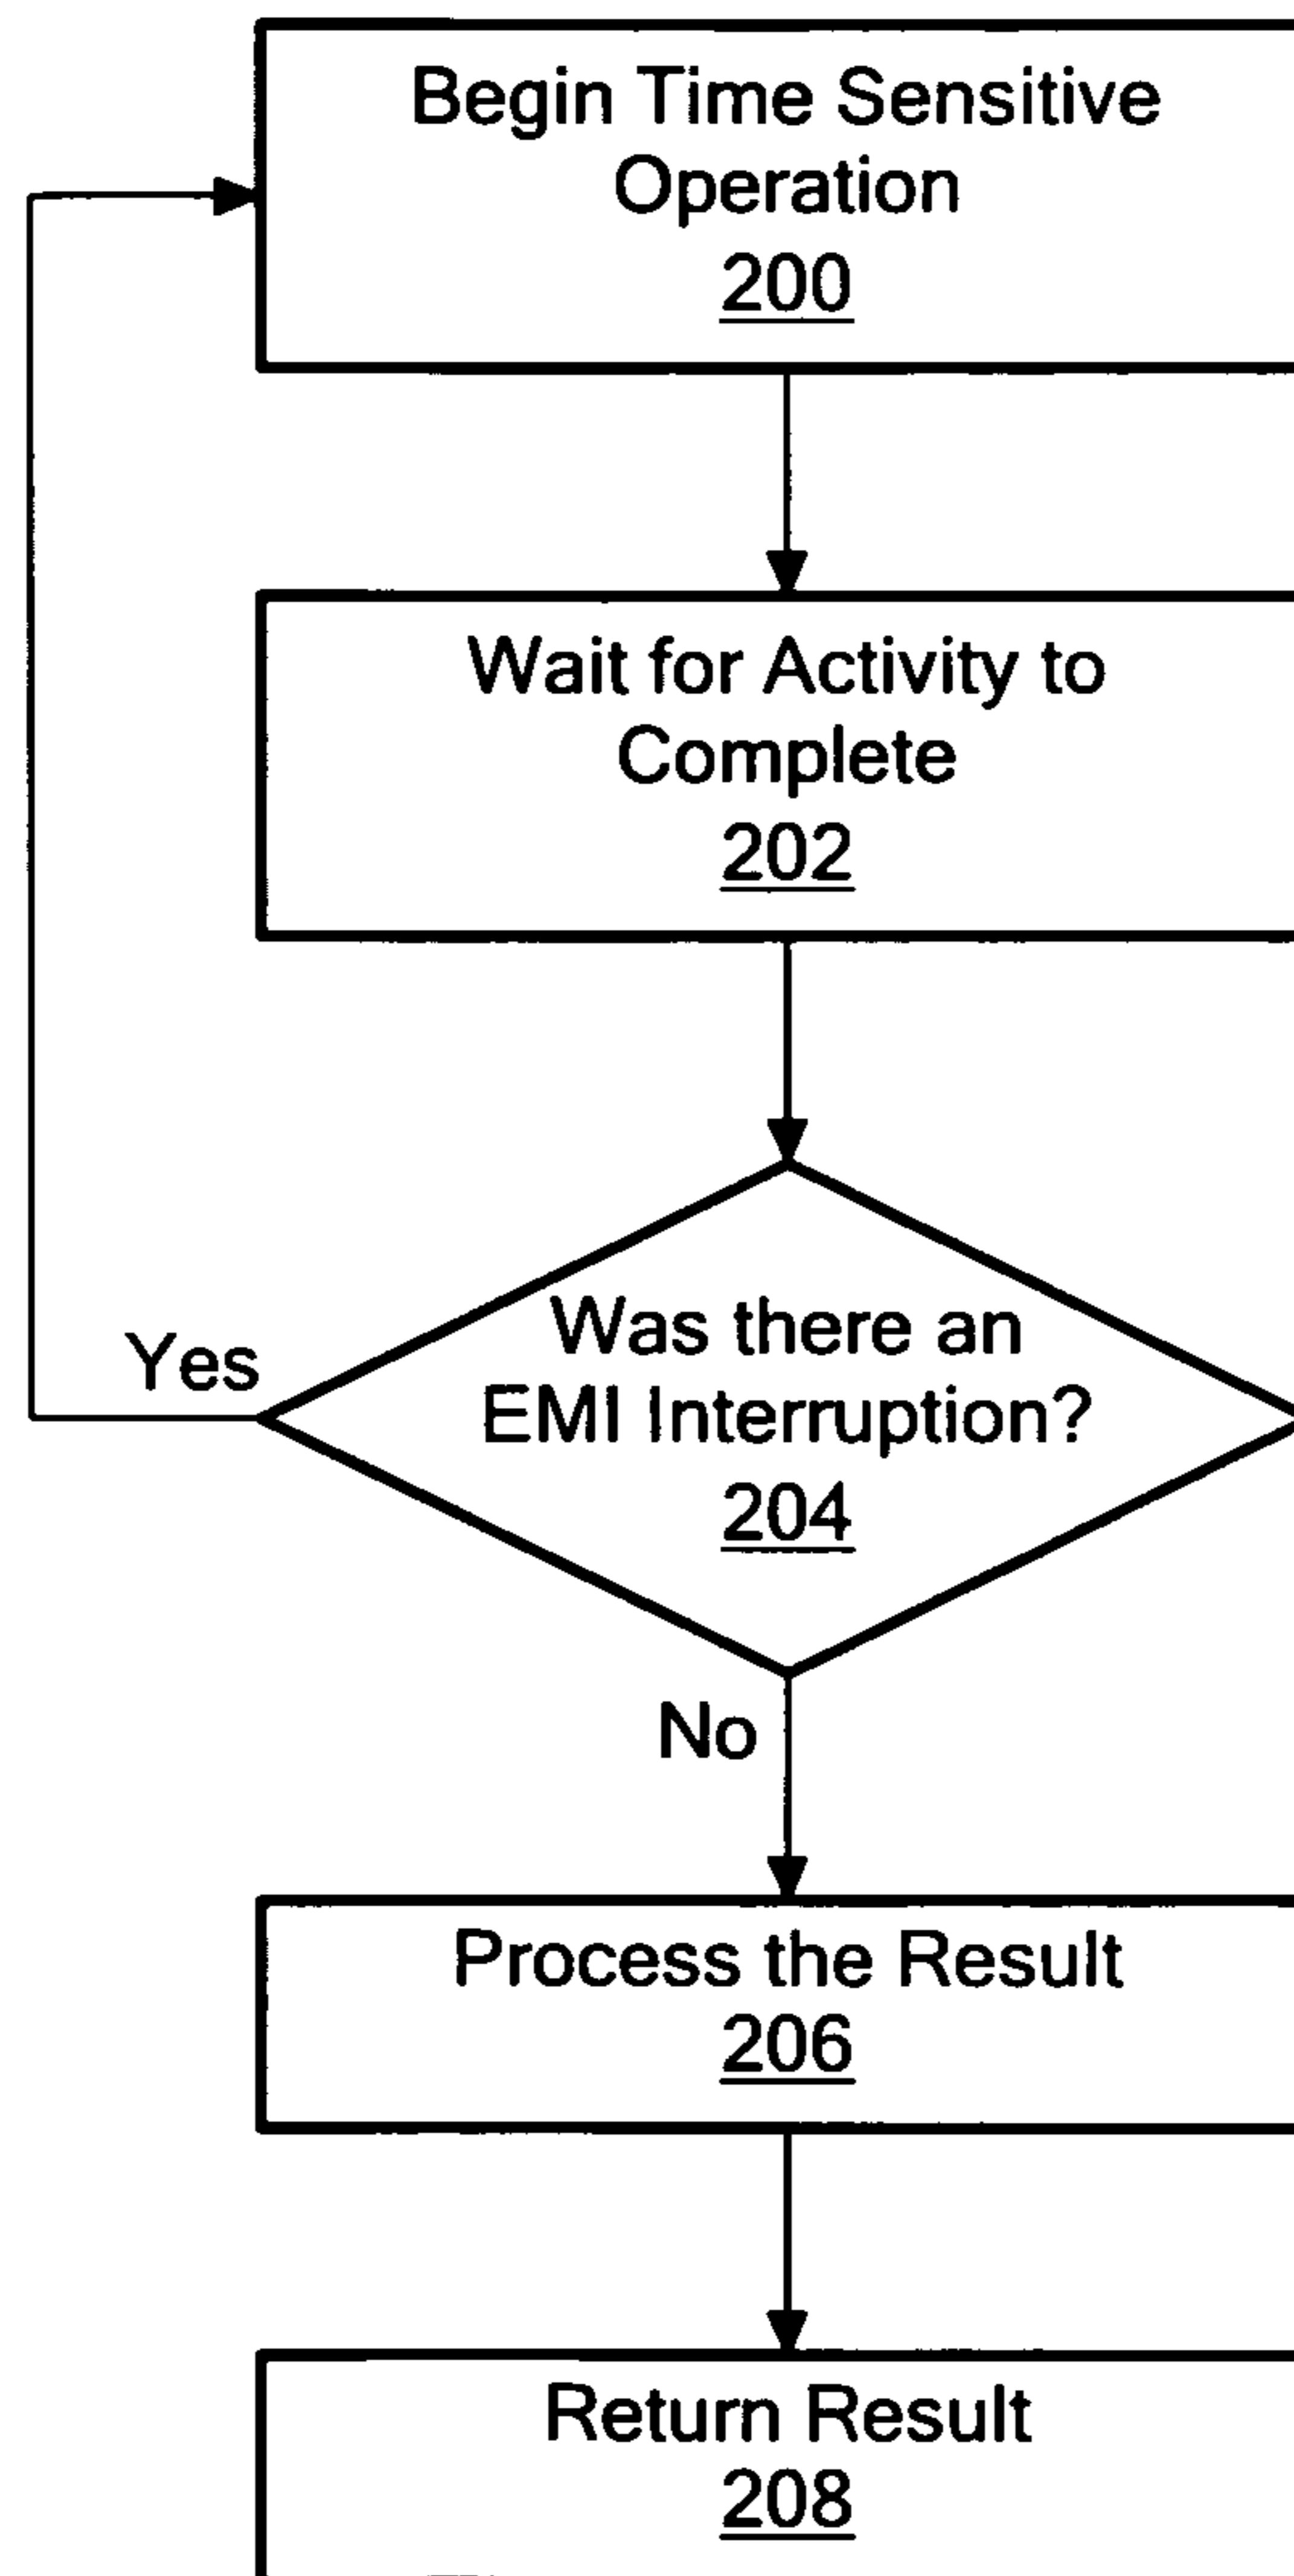 Begin Time Sensitive
Operation
200
Wait for Activity to
Complete
202
Was there an
EMI Interruption?
204
Yes
No
Process the Result
206
Return Result
208